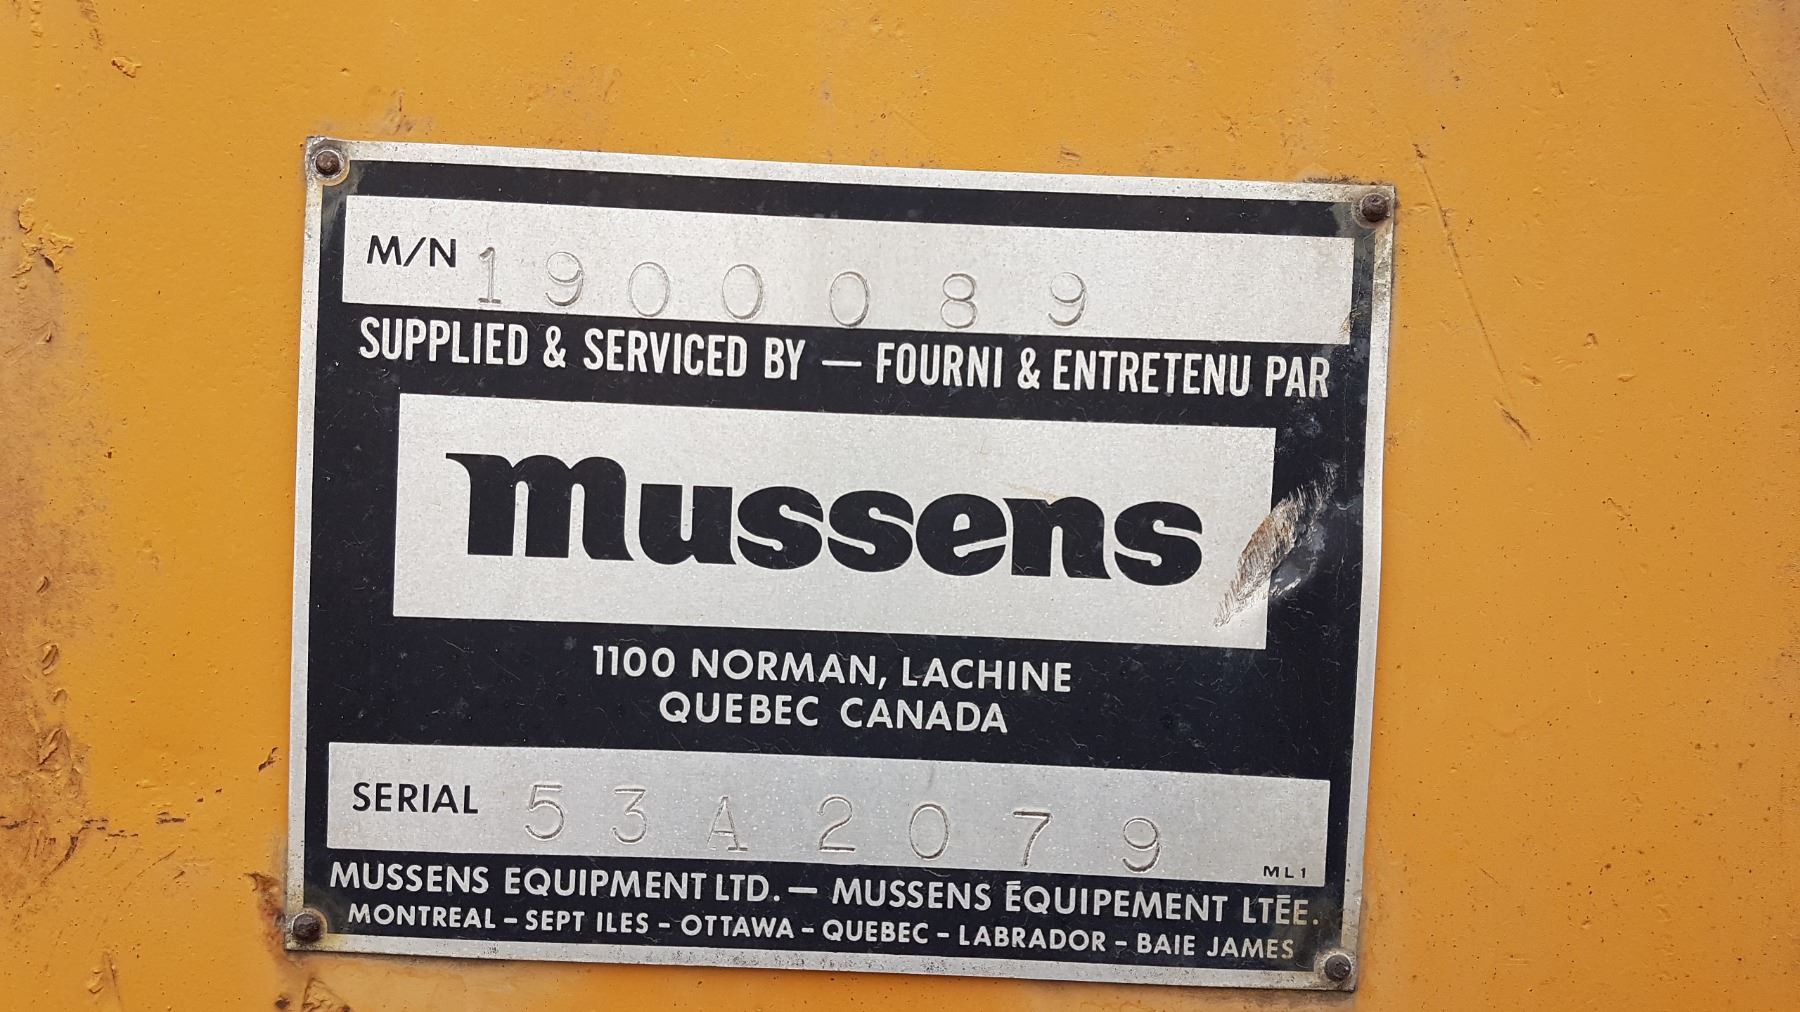 M/N 1900089
SUPPLIED & SERVICED BY — FOURNI & ENTRETENU PAR
mussens
1100 NORMAN, LACHINE
QUEBEC CANADA
SERIAL 53A2079
ML1
MUSSENS EQUIPMENT LTD. — MUSSENS ĒQUIPEMENT LTĒE.
MONTREAL – SEPT ILES – OTTAWA – QUEBEC – LABRADOR – BAIE JAMES